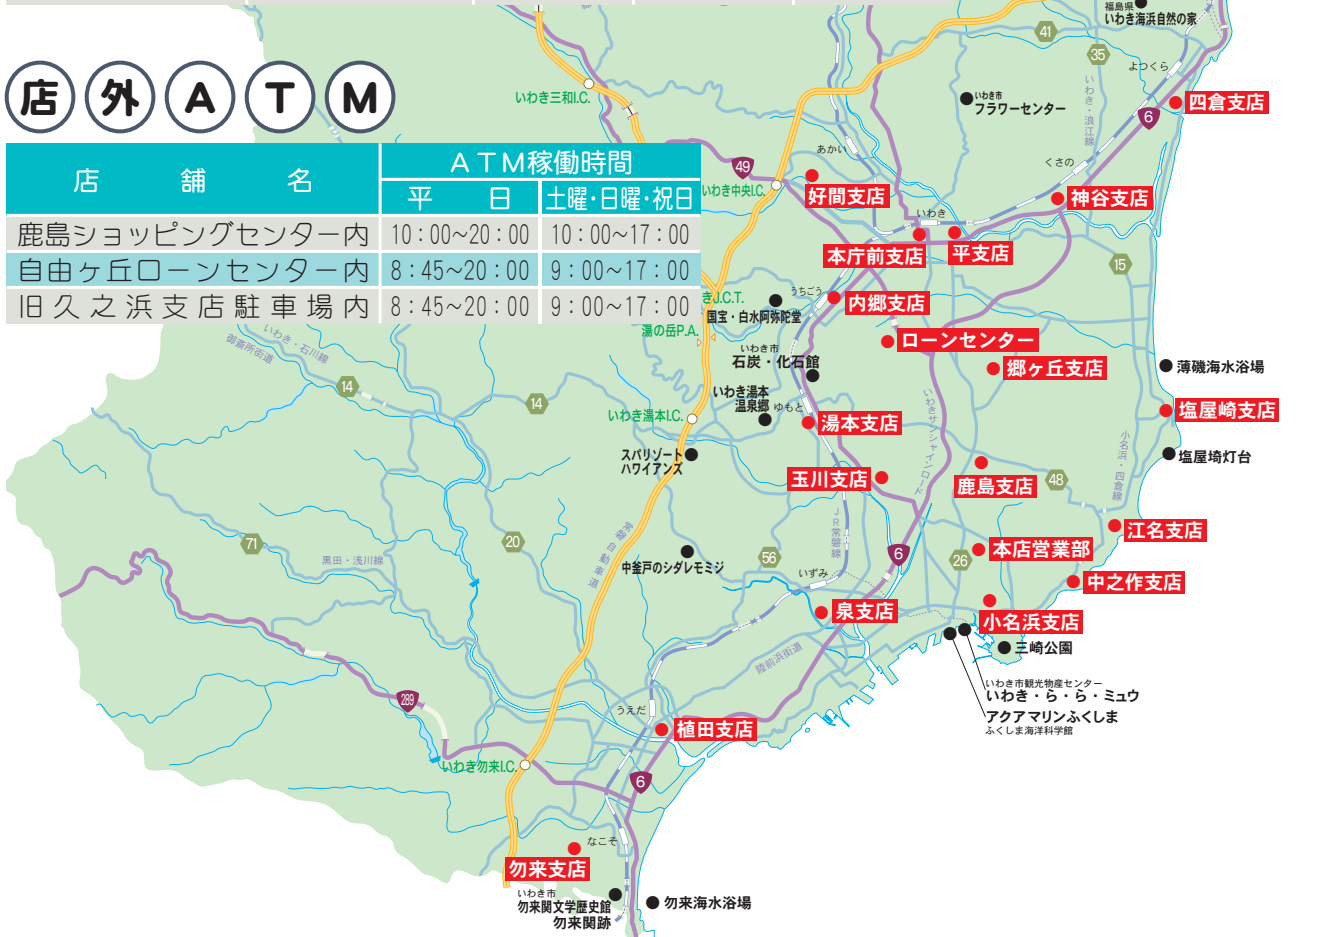 店外ATM
店舗名 ATM稼働時間
平日 土曜・日曜・祝日
鹿島ショッピングセンター内 10:00～20:00 10:00～17:00
自由ヶ丘ローンセンター内 8:45～20:00 9:00～17:00
旧久之浜支店駐車場内 8:45～20:00 9:00～17:00
福島県
いわき海浜自然の家
41
35
よつくら
いわき三和I.C.
いわき市
フラワーセンター
いわき・浪江線
四倉支店
6
あかい
くさの
49
いわき中央I.C.
好間支店
神谷支店
いわき
本庁前支店
平支店
15
きJ.C.T.
うちごう
国宝・白水阿弥陀堂
内郷支店
湯の岳P.A.
いわき・石川線
御斎所街道
ローンセンター
いわき市
石炭・化石館
郷ヶ丘支店
薄磯海水浴場
14
14
いわき湯本
温泉郷
ゆもと
いわきサンシャインロード
いわき湯本I.C.
湯本支店
塩屋崎支店
スパリゾート
ハワイアンズ
小名浜・四倉線
塩屋埼灯台
玉川支店
鹿島支店
48
JR常磐線
常磐自動車道
江名支店
71
20
黒田・浅川線
中釜戸のシダレモミジ
56
いずみ
6
26
本店営業部
中之作支店
泉支店
小名浜支店
三崎公園
陸前浜街道
いわき市観光物産センター
いわき・ら・ら・ミュウ
アクアマリンふくしま
ふくしま海洋科学館
289
うえだ
植田支店
いわき勿来I.C.
6
なこそ
勿来支店
いわき市
勿来関文学歴史館
勿来関跡
勿来海水浴場